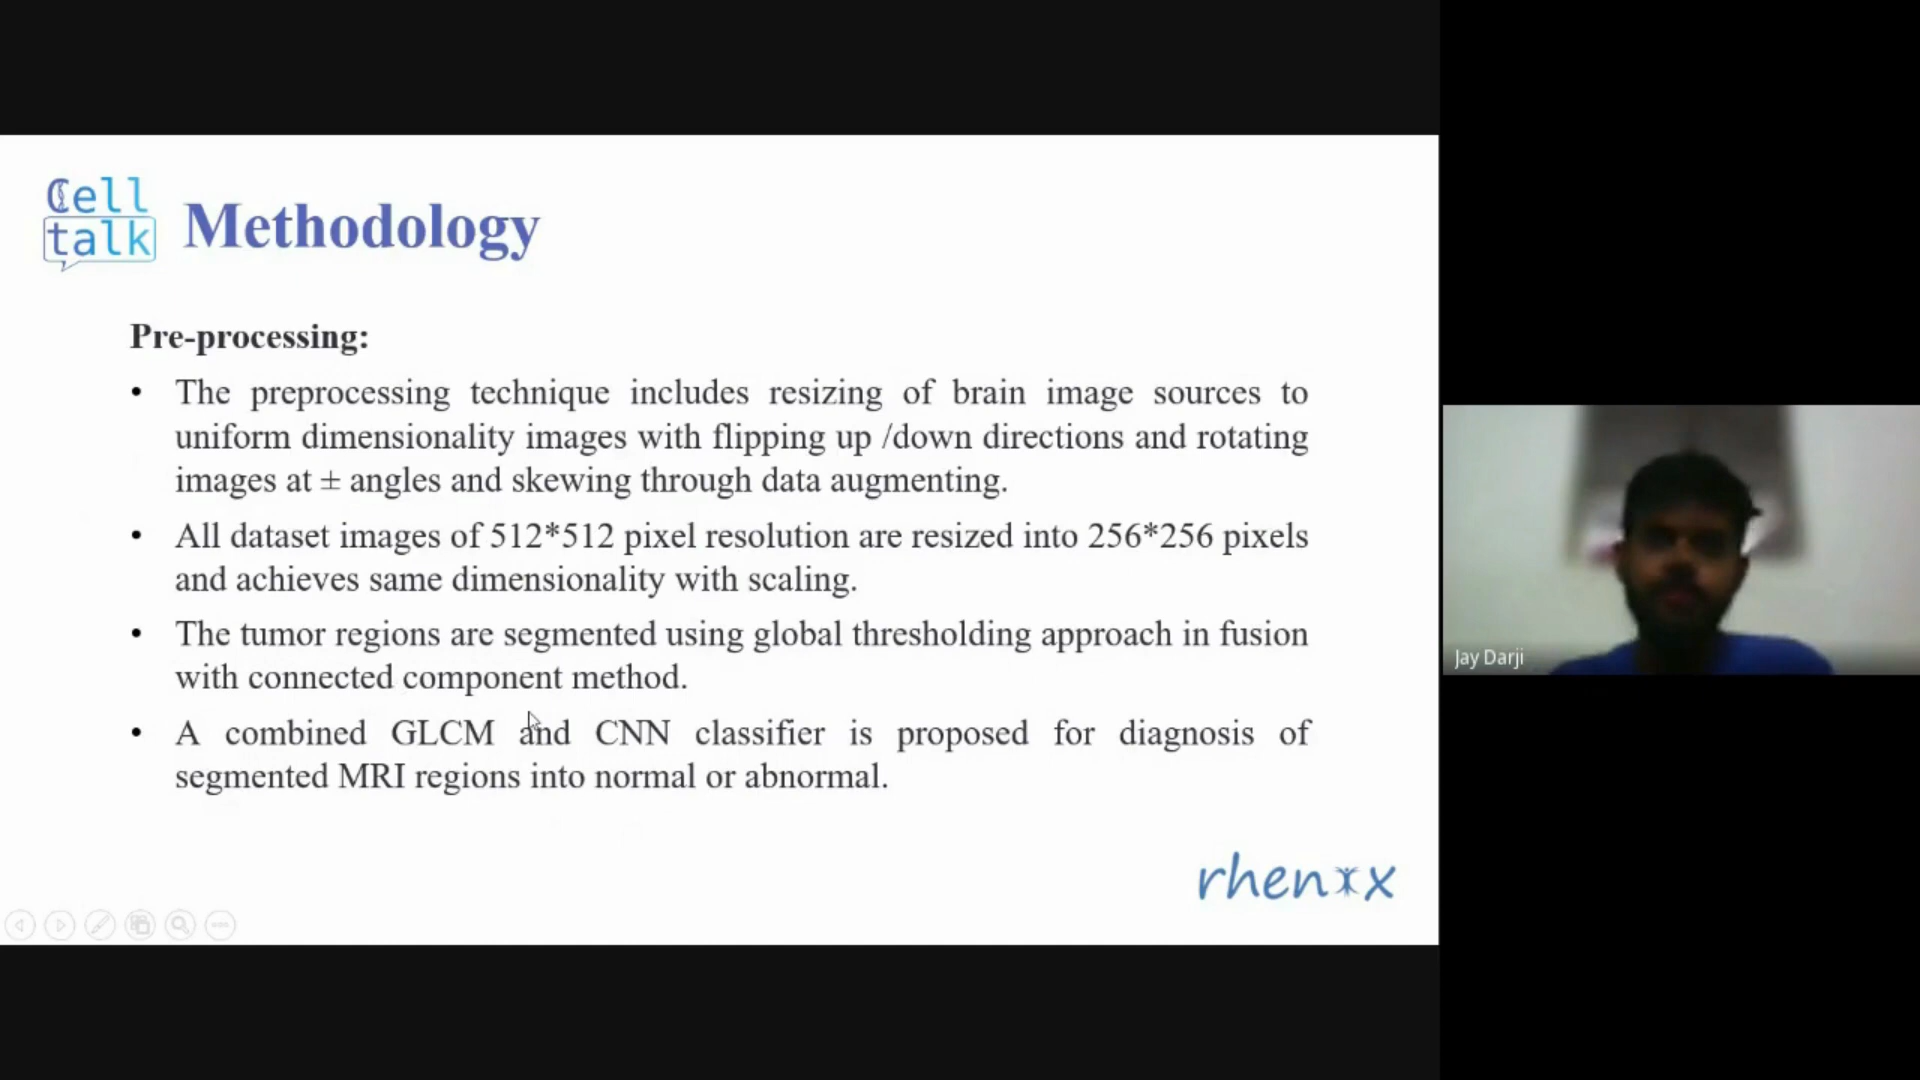 Cell
talk
Methodology
Pre-processing:
• The preprocessing technique includes resizing of brain image sources to
uniform dimensionality images with flipping up /down directions and rotating
images at ± angles and skewing through data augmenting.
• All dataset images of 512*512 pixel resolution are resized into 256*256 pixels
and achieves same dimensionality with scaling.
• The tumor regions are segmented using global thresholding approach in fusion
with connected component method.
• A combined GLCM and CNN classifier is proposed for diagnosis of
segmented MRI regions into normal or abnormal.
rhenix
Jay Darji